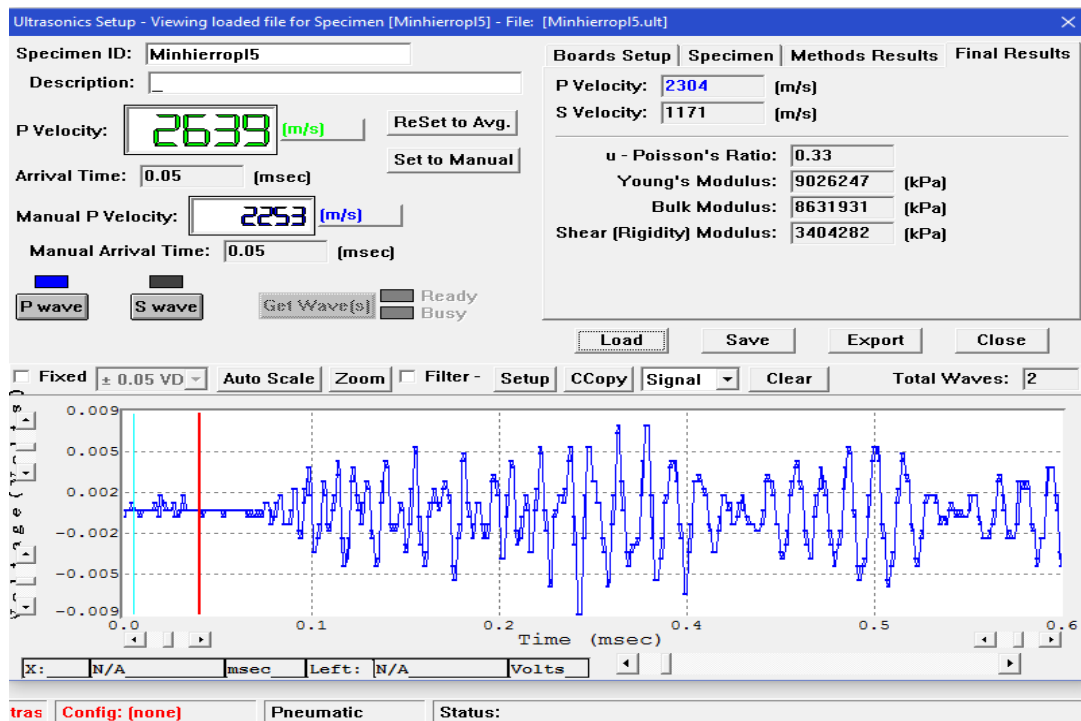 Ultrasonics Setup - Viewing loaded file for Specimen [Minhierropl5] - File: [Minhierropl5.ult]
Specimen ID: Minhierropl5
Description: _
P Velocity: 2639 (m/s)
ReSet to Avg.
Set to Manual
Arrival Time: 0.05 (msec)
Manual P Velocity: 2253 (m/s)
Manual Arrival Time: 0.05 (msec)
P wave S wave Get Wave(s) Ready
Busy
Boards Setup Specimen Methods Results Final Results
P Velocity: 2304 (m/s)
S Velocity: 1171 (m/s)
u - Poisson's Ratio: 0.33
Young's Modulus: 9026247 (kPa)
Bulk Modulus: 8631931 (kPa)
Shear (Rigidity) Modulus: 3404282 (kPa)
Load Save Export Close
Fixed ± 0.05 VD Auto Scale Zoom Filter - Setup CCopy Signal Clear Total Waves: 2
0.009
0.005
0.002
-0.002
-0.005
-0.009
0.0 0.1 0.2 0.4 0.5 0.6
Time (msec)
X: N/A msec Left: N/A Volts
tras Config: (none) Pneumatic Status: